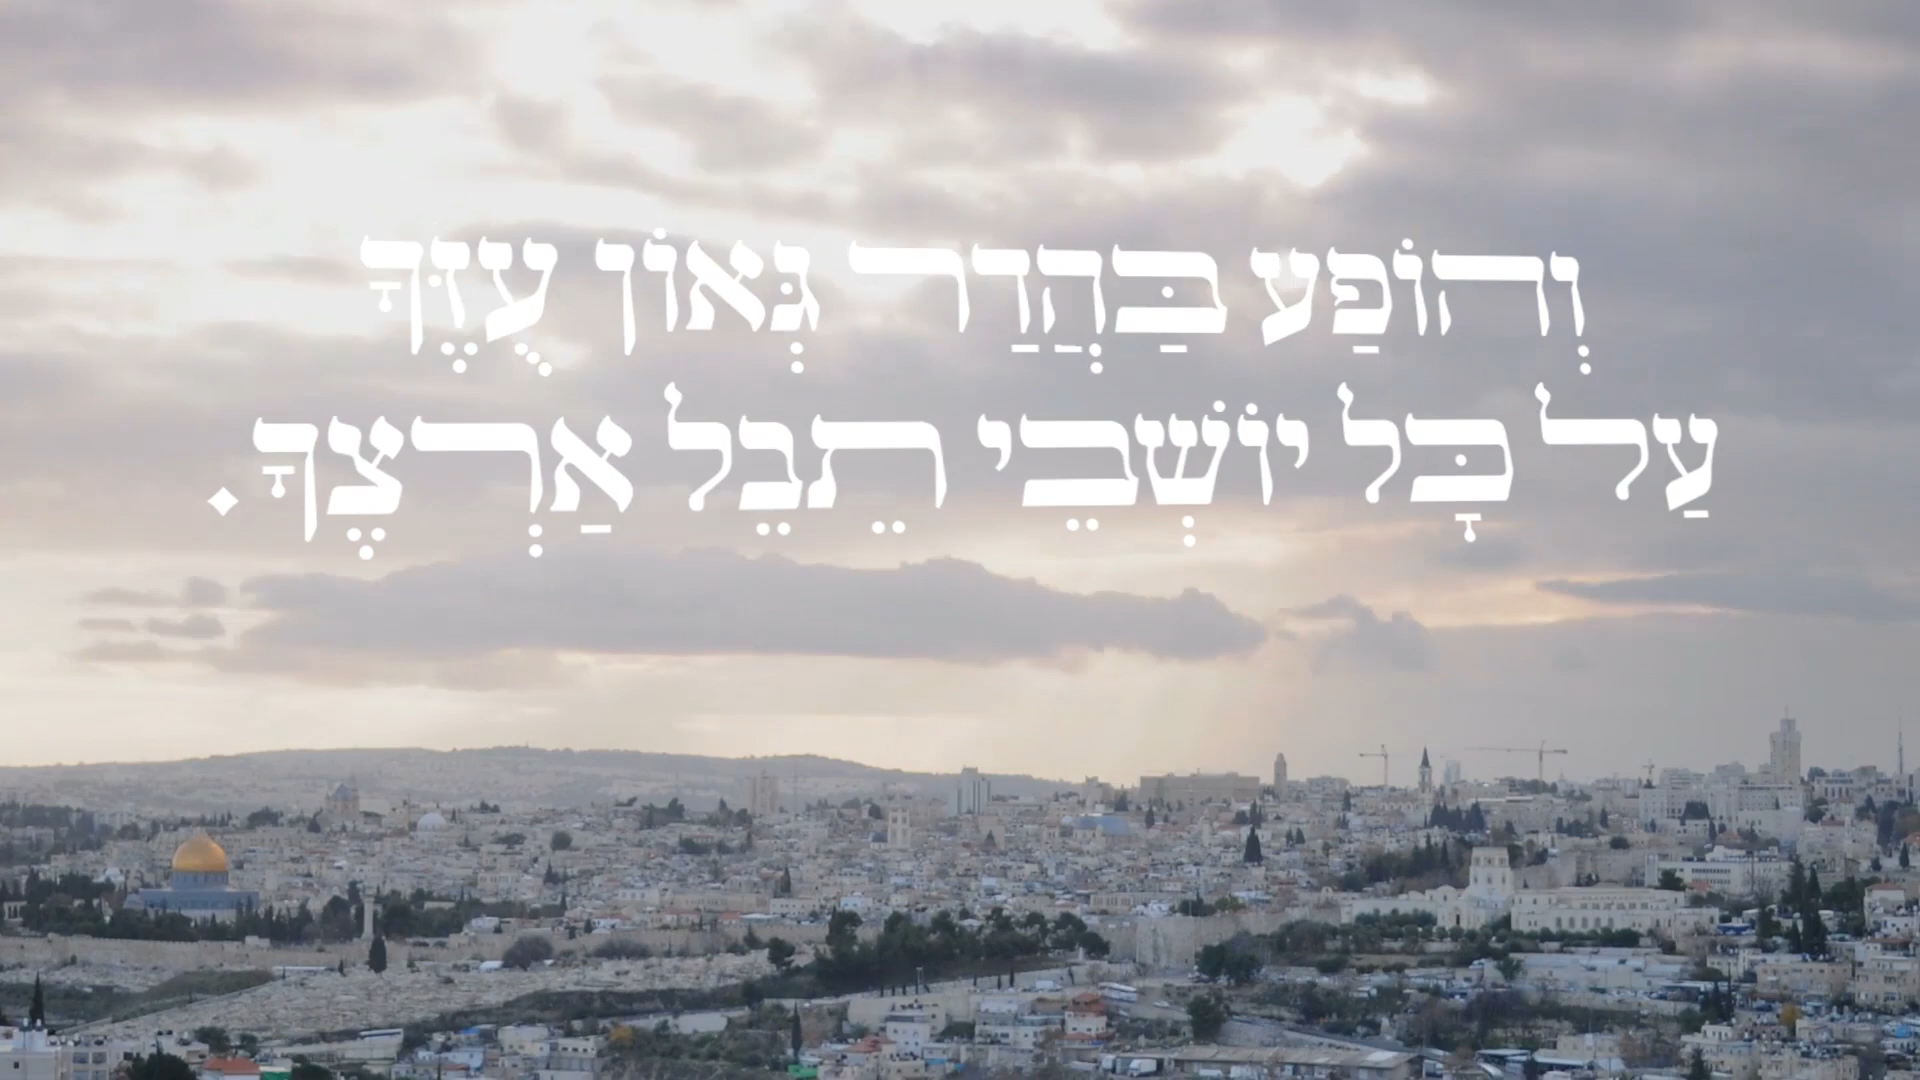 וְהוֹפַע בַּהֲדַר גְּאוֹן עֻזֶּךָ
עַל כָּל יוֹשְׁבֵי תֵבֵל אַרְצֶךָ.